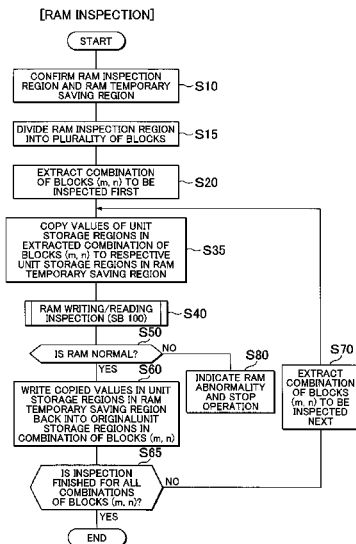 [RAM INSPECTION]
START
CONFIRM RAM INSPECTION
REGION AND RAM TEMPORARY
SAVING REGION
S10
DIVIDE RAM INSPECTION REGION
INTO PLURALITY OF BLOCKS
S15
EXTRACT COMBINATION
OF BLOCKS (m, n) TO BE
INSPECTED FIRST
S20
COPY VALUES OF UNIT
STORAGE REGIONS IN
EXTRACTED COMBINATION OF
BLOCKS (m, n) TO RESPECTIVE
UNIT STORAGE REGIONS IN RAM
TEMPORARY SAVING REGION
S35
RAM WRITING/READING
INSPECTION (SB 100)
S40
S50
IS RAM NORMAL?
NO
YES
S80
INDICATE RAM
ABNORMALITY
AND STOP
OPERATION
S70
EXTRACT
COMBINATION
OF BLOCKS
(m, n) TO BE
INSPECTED
NEXT
S60
WRITE COPIED VALUES IN UNIT
STORAGE REGIONS IN RAM
TEMPORARY SAVING REGION
BACK INTO ORIGINALUNIT
STORAGE REGIONS IN
COMBINATION OF BLOCKS (m, n)
S65
IS INSPECTION
FINISHED FOR ALL
COMBINATIONS
OF BLOCKS (m, n)?
NO
YES
END